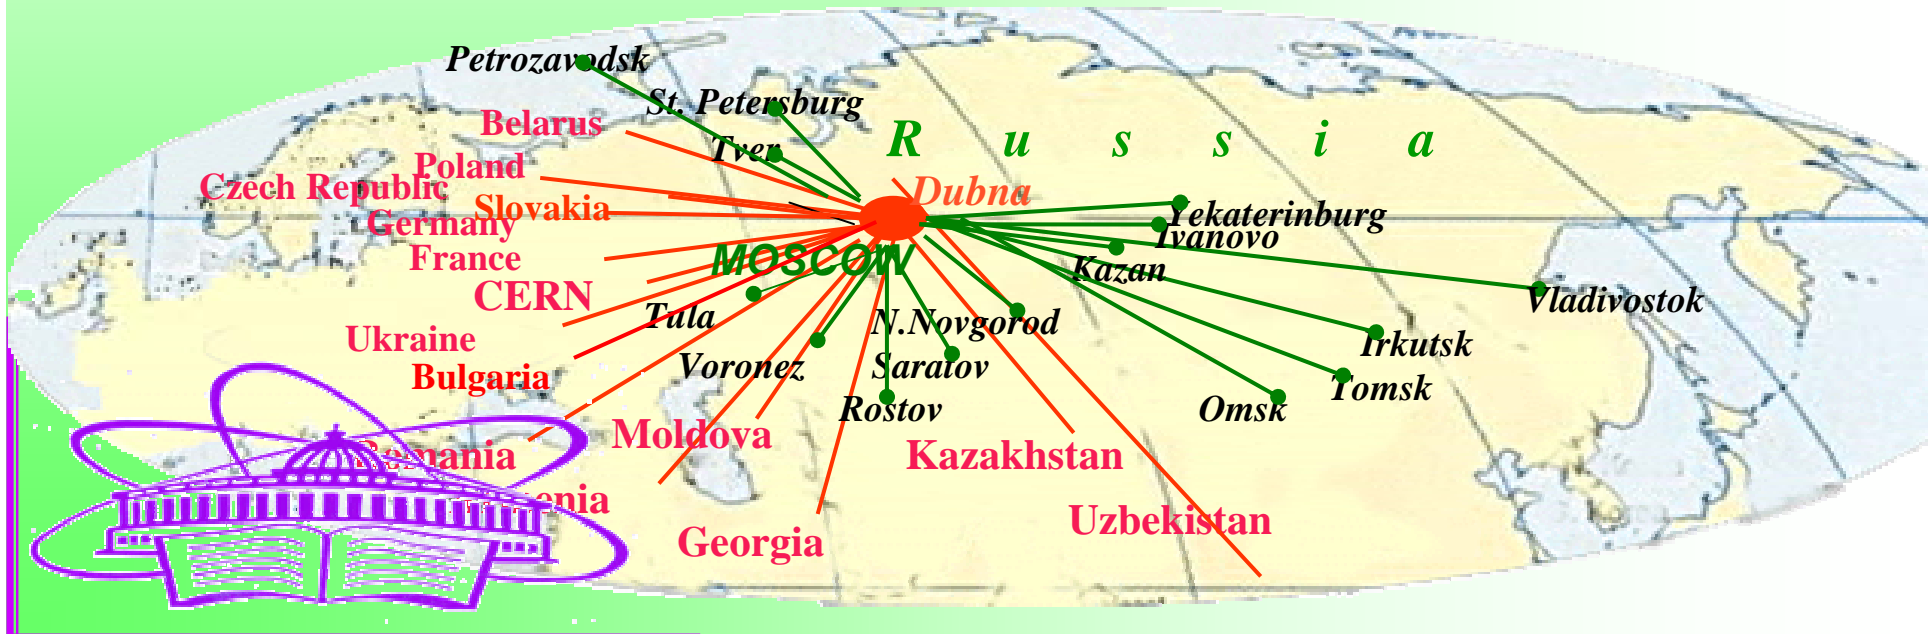 Petrozavodsk
St. Petersburg
Belarus
Tver
R u s s i a
Poland
Czech Republic
Dubna
Slovakia
Germany
Yekaterinburg
Ivanovo
France
MOSCOW
Kazan
CERN
Vladivostok
Tula
N.Novgorod
Ukraine
Irkutsk
Voronez
Saratov
Bulgaria
Tomsk
Rostov
Omsk
Moldova
Romania
Kazakhstan
Georgia
Uzbekistan